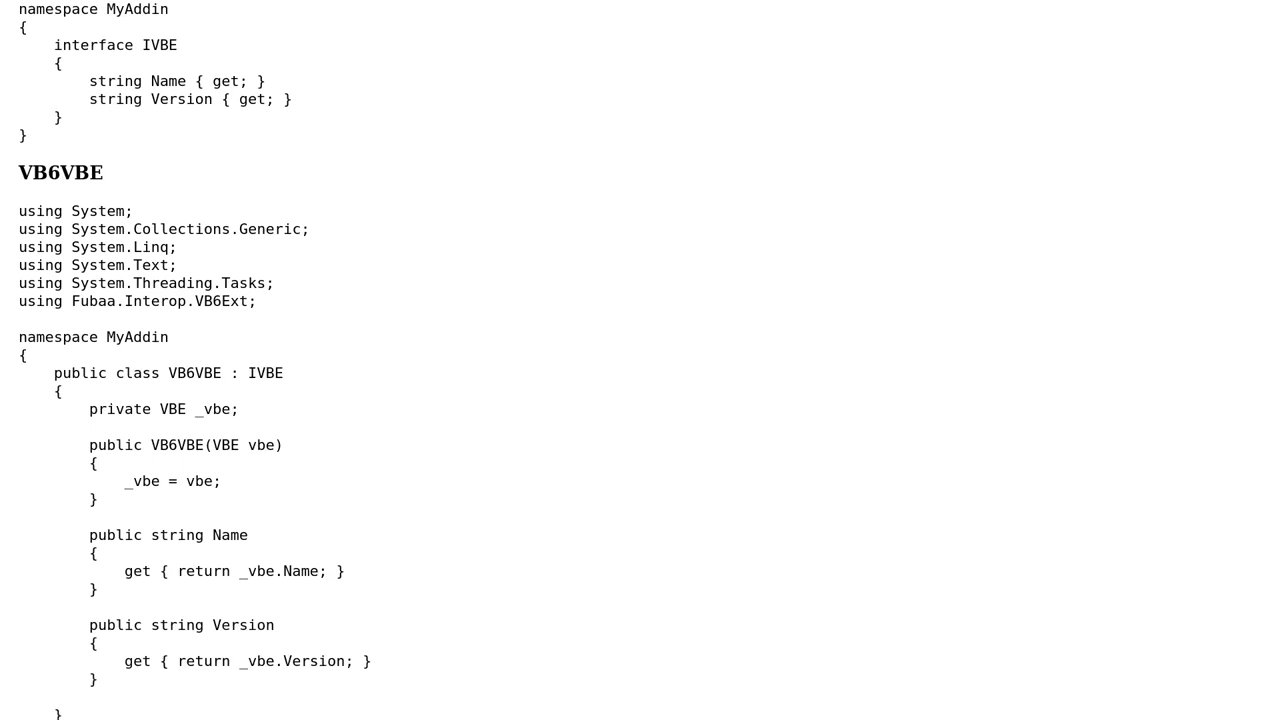 namespace MyAddin
{
    interface IVBE
    {
        string Name { get; }
        string Version { get; }
    }
}
VB6VBE
using System;
using System.Collections.Generic;
using System.Linq;
using System.Text;
using System.Threading.Tasks;
using Fubaa.Interop.VB6Ext;
namespace MyAddin
{
    public class VB6VBE : IVBE
    {
        private VBE _vbe;
        public VB6VBE(VBE vbe)
        {
            _vbe = vbe;
        }
        public string Name
        {
            get { return _vbe.Name; }
        }
        public string Version
        {
            get { return _vbe.Version; }
        }
    }